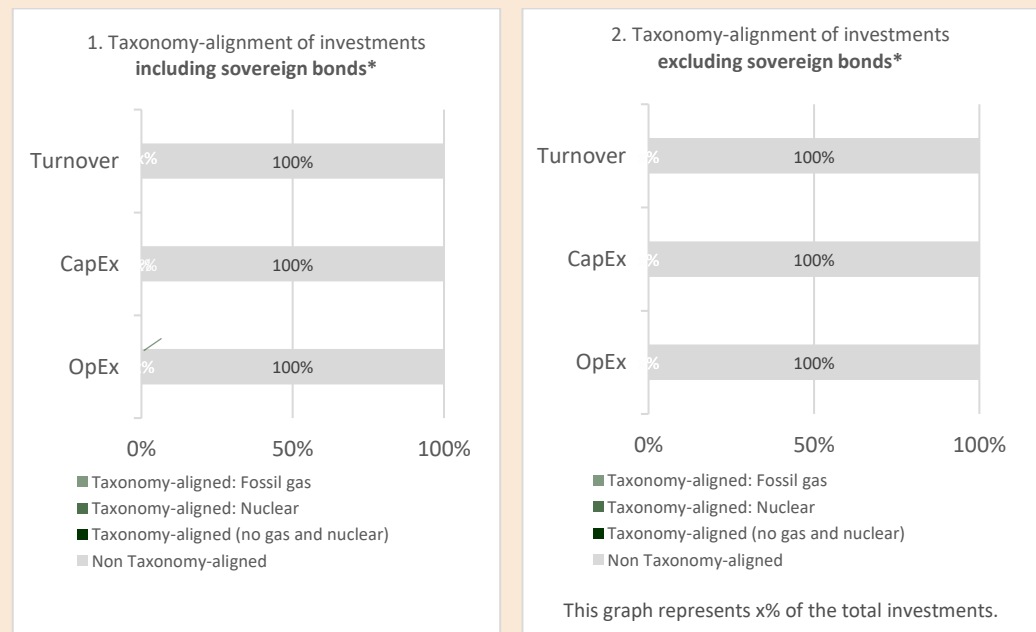 1. Taxonomy-alignment of investments
including sovereign bonds*
Turnover
x%
100%
CapEx
%
100%
OpEx
%
100%
0%
50%
100%
Taxonomy-aligned: Fossil gas
Taxonomy-aligned: Nuclear
Taxonomy-aligned (no gas and nuclear)
Non Taxonomy-aligned
2. Taxonomy-alignment of investments
excluding sovereign bonds*
Turnover
%
100%
CapEx
%
100%
OpEx
%
100%
0%
50%
100%
Taxonomy-aligned: Fossil gas
Taxonomy-aligned: Nuclear
Taxonomy-aligned (no gas and nuclear)
Non Taxonomy-aligned
This graph represents x% of the total investments.